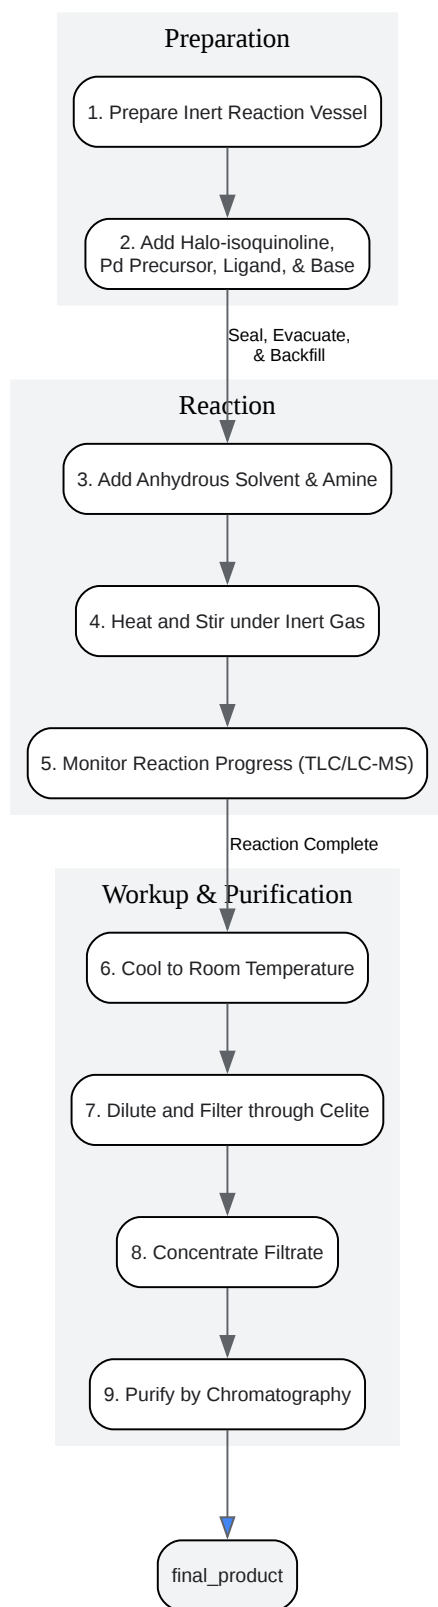 Preparation
1. Prepare Inert Reaction Vessel
2. Add Halo-isoquinoline,
Pd Precursor, Ligand, & Base
Seal, Evacuate,
& Backfill
Reaction
3. Add Anhydrous Solvent & Amine
4. Heat and Stir under Inert Gas
5. Monitor Reaction Progress (TLC/LC-MS)
Reaction Complete
Workup & Purification
6. Cool to Room Temperature
7. Dilute and Filter through Celite
8. Concentrate Filtrate
9. Purify by Chromatography
final_product